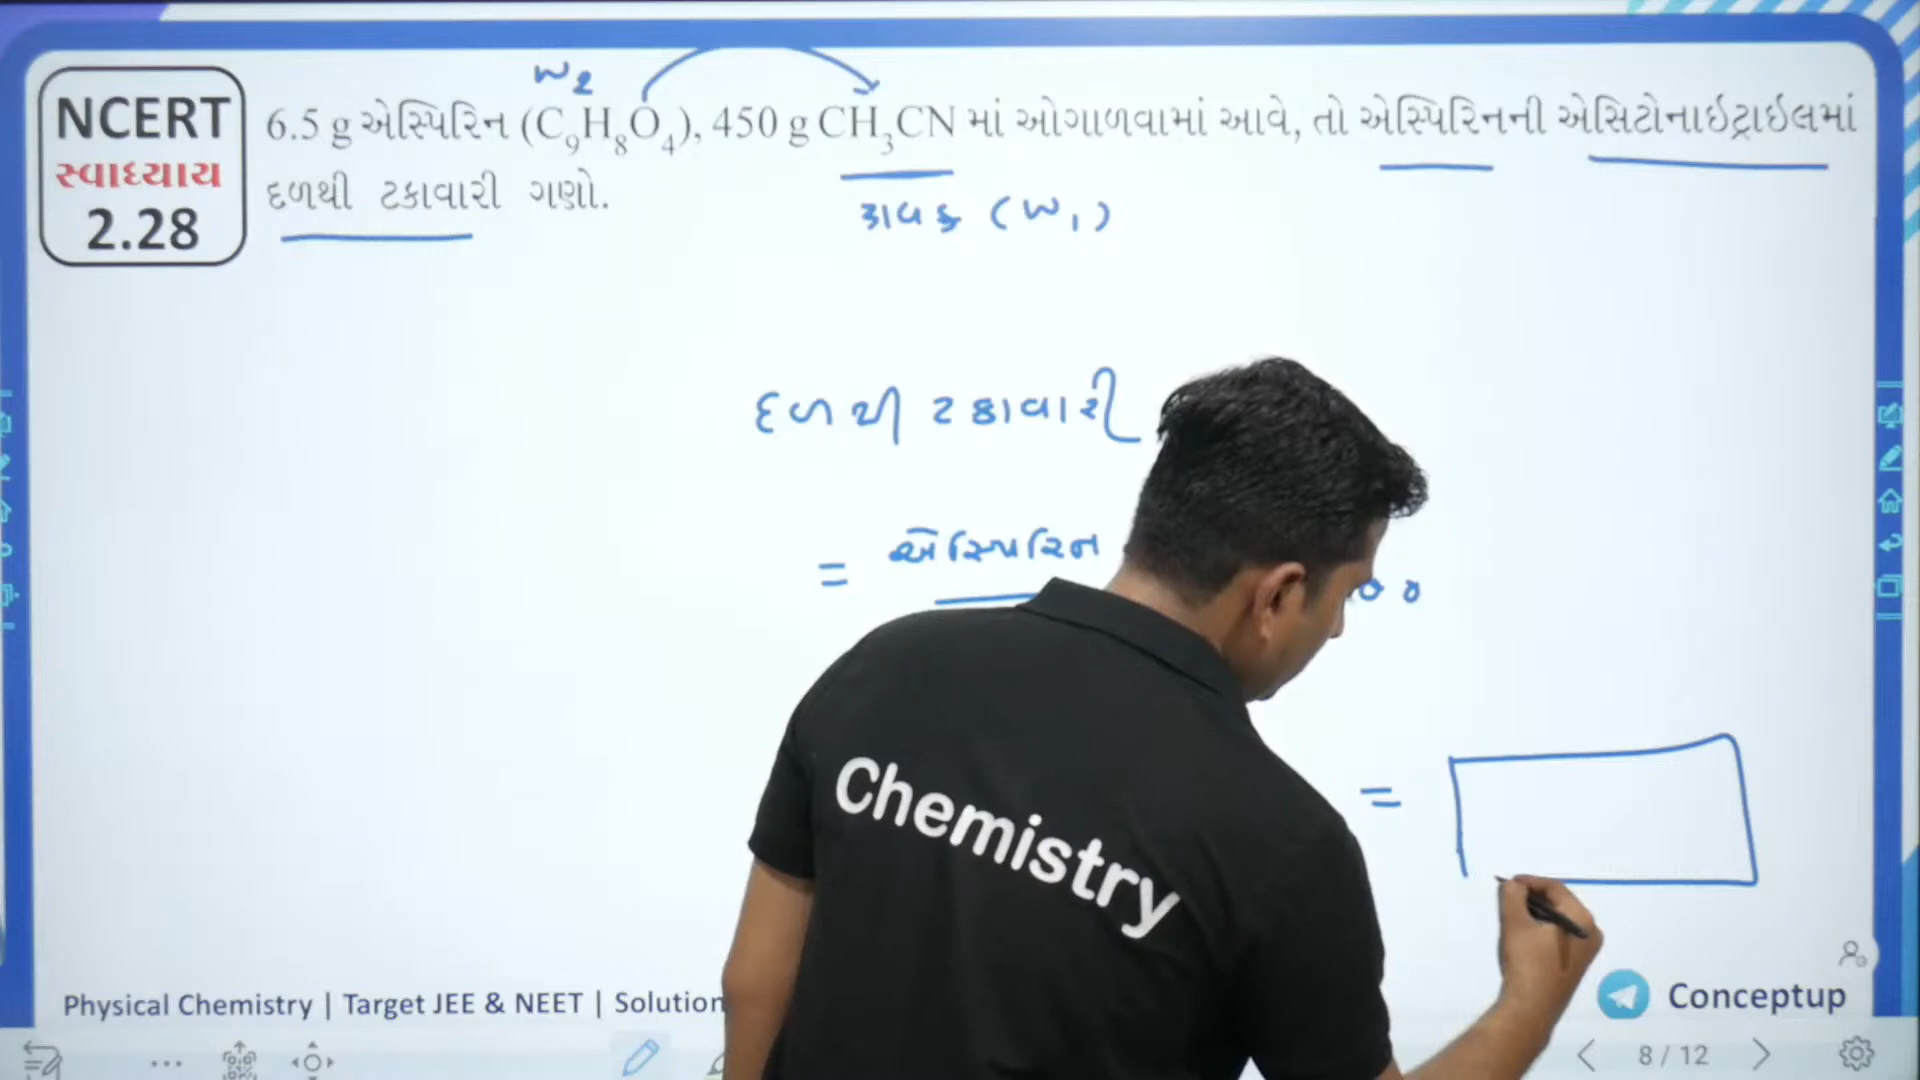 NCERT
સ્વાધ્યાય
2.28
w₂
6.5 g એસ્પિરિન (C₉H₈O₄), 450 g CH₃CN માં ઓગાળવામાં આવે, તો એસ્પિરિનની એસિટોનાઇટ્રાઇલમાં
દળથી ટકાવારી ગણો.
દ્રાવક (w₁)
દળથી ટકાવારી
= એસ્પિરિન
00
=
Chemistry
Physical Chemistry | Target JEE & NEET | Solution
Conceptup
8 / 12